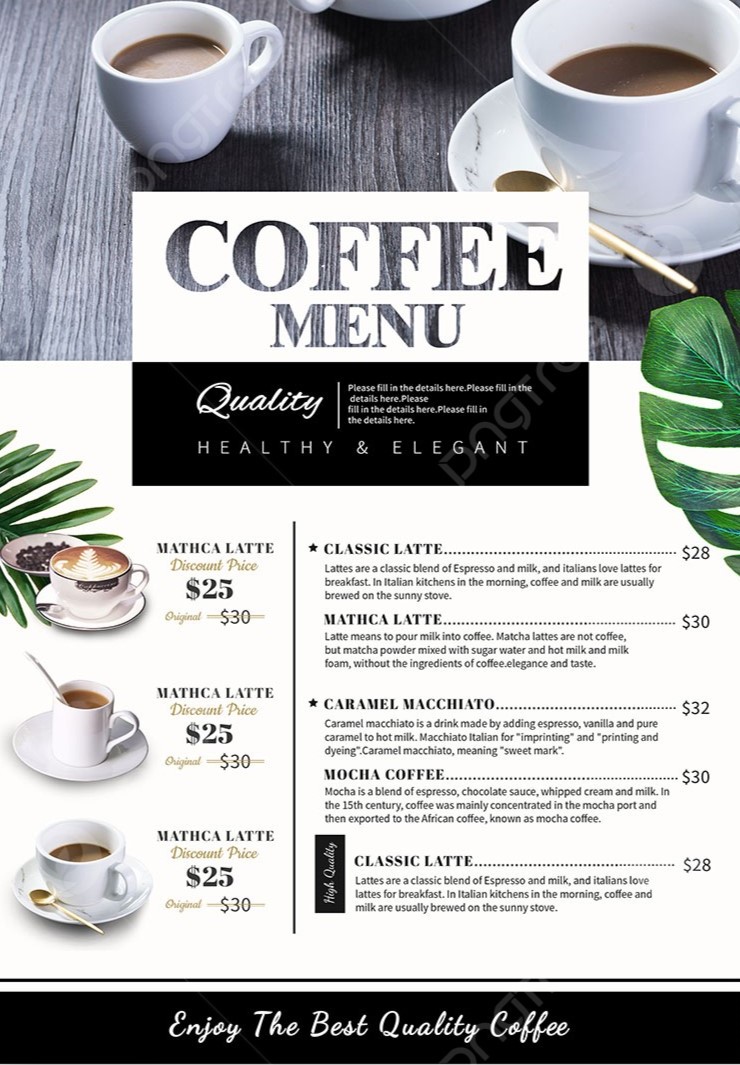 COFFEE
MENU
Quality
Please fill in the details here.Please fill in the
details here.Please
fill in the details here.Please fill in
the details here.
HEALTHY & ELEGANT
MATHCA LATTE
Discount Price
$25
Original $30
MATHCA LATTE
Discount Price
$25
Original $30
MATHCA LATTE
Discount Price
$25
Original $30
★ CLASSIC LATTE........................................ $28
Lattes are a classic blend of Espresso and milk, and italians love lattes for
breakfast. In Italian kitchens in the morning, coffee and milk are usually
brewed on the sunny stove.
MATHCA LATTE........................................ $30
Latte means to pour milk into coffee. Matcha lattes are not coffee,
but matcha powder mixed with sugar water and hot milk and milk
foam, without the ingredients of coffee.elegance and taste.
★ CARAMEL MACCHIATO........................................ $32
Caramel macchiato is a drink made by adding espresso, vanilla and pure
caramel to hot milk. Macchiato Italian for "imprinting" and "printing and
dyeing".Caramel macchiato, meaning "sweet mark".
MOCHA COFFEE........................................ $30
Mocha is a blend of espresso, chocolate sauce, whipped cream and milk. In
the 15th century, coffee was mainly concentrated in the mocha port and
then exported to the African coffee, known as mocha coffee.
High Quality
CLASSIC LATTE........................................ $28
Lattes are a classic blend of Espresso and milk, and italians love
lattes for breakfast. In Italian kitchens in the morning, coffee and
milk are usually brewed on the sunny stove.
Enjoy The Best Quality Coffee